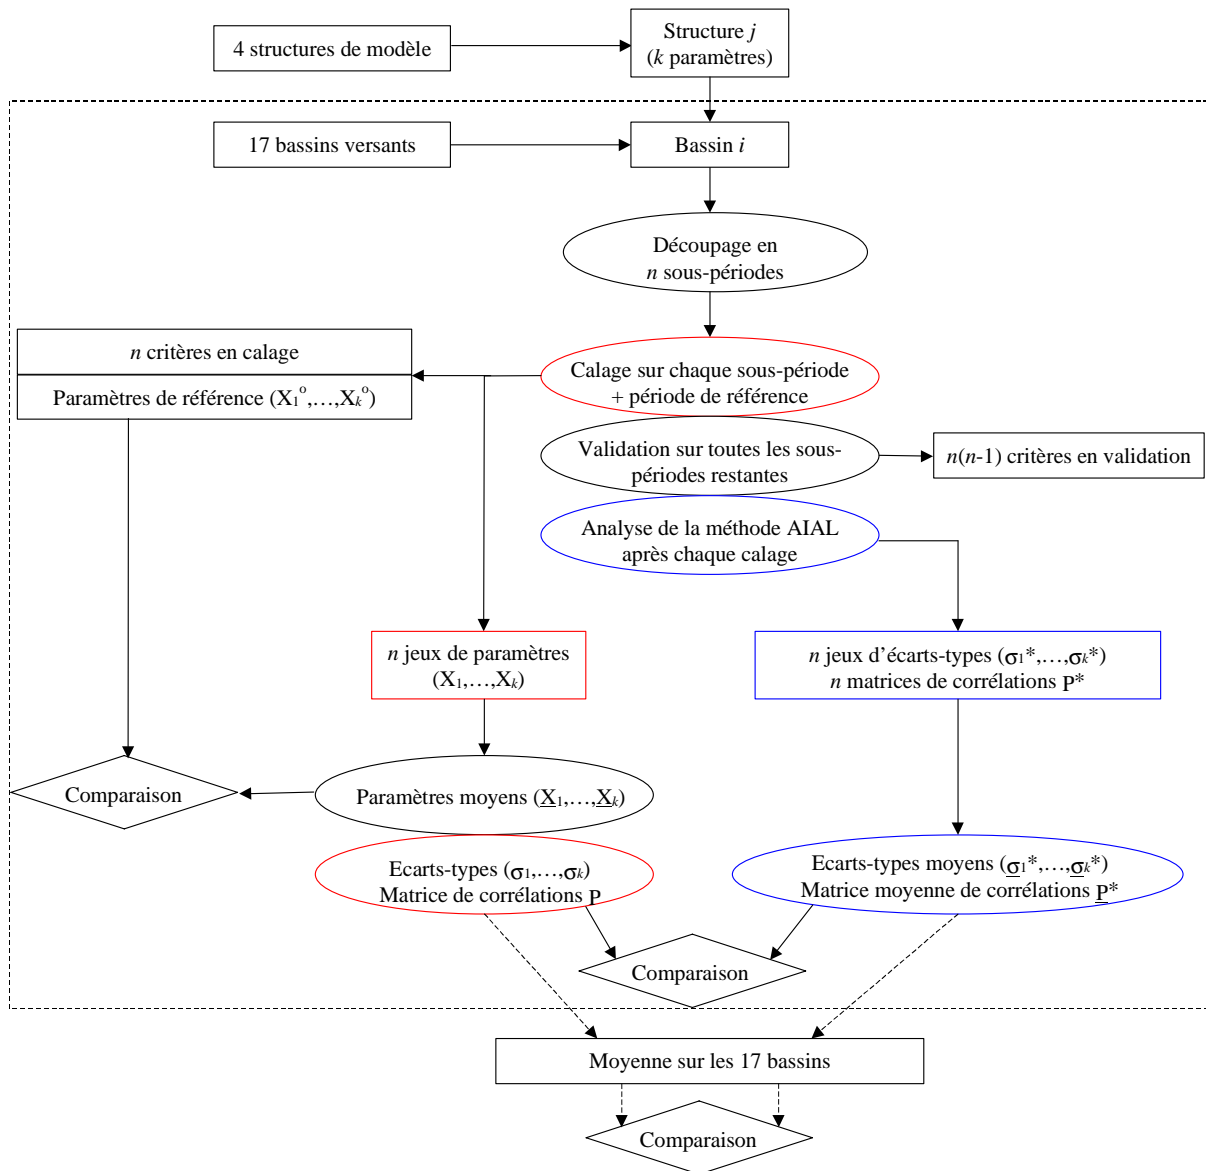 4 structures de modèle
Structure j
(k paramètres)
17 bassins versants
Bassin i
Découpage en
n sous-périodes
n critères en calage
Paramètres de référence (X₁°,…,Xₖ°)
Calage sur chaque sous-période
+ période de référence
Validation sur toutes les sous-
périodes restantes
n(n-1) critères en validation
Analyse de la méthode AIAL
après chaque calage
n jeux de paramètres
(X₁,…,Xₖ)
n jeux d'écarts-types (σ₁*,…,σₖ*)
n matrices de corrélations P*
Comparaison
Paramètres moyens (X₁,…,Xₖ)
Ecarts-types (σ₁,…,σₖ)
Matrice de corrélations P
Ecarts-types moyens (σ₁*,…,σₖ*)
Matrice moyenne de corrélations P*
Comparaison
Moyenne sur les 17 bassins
Comparaison